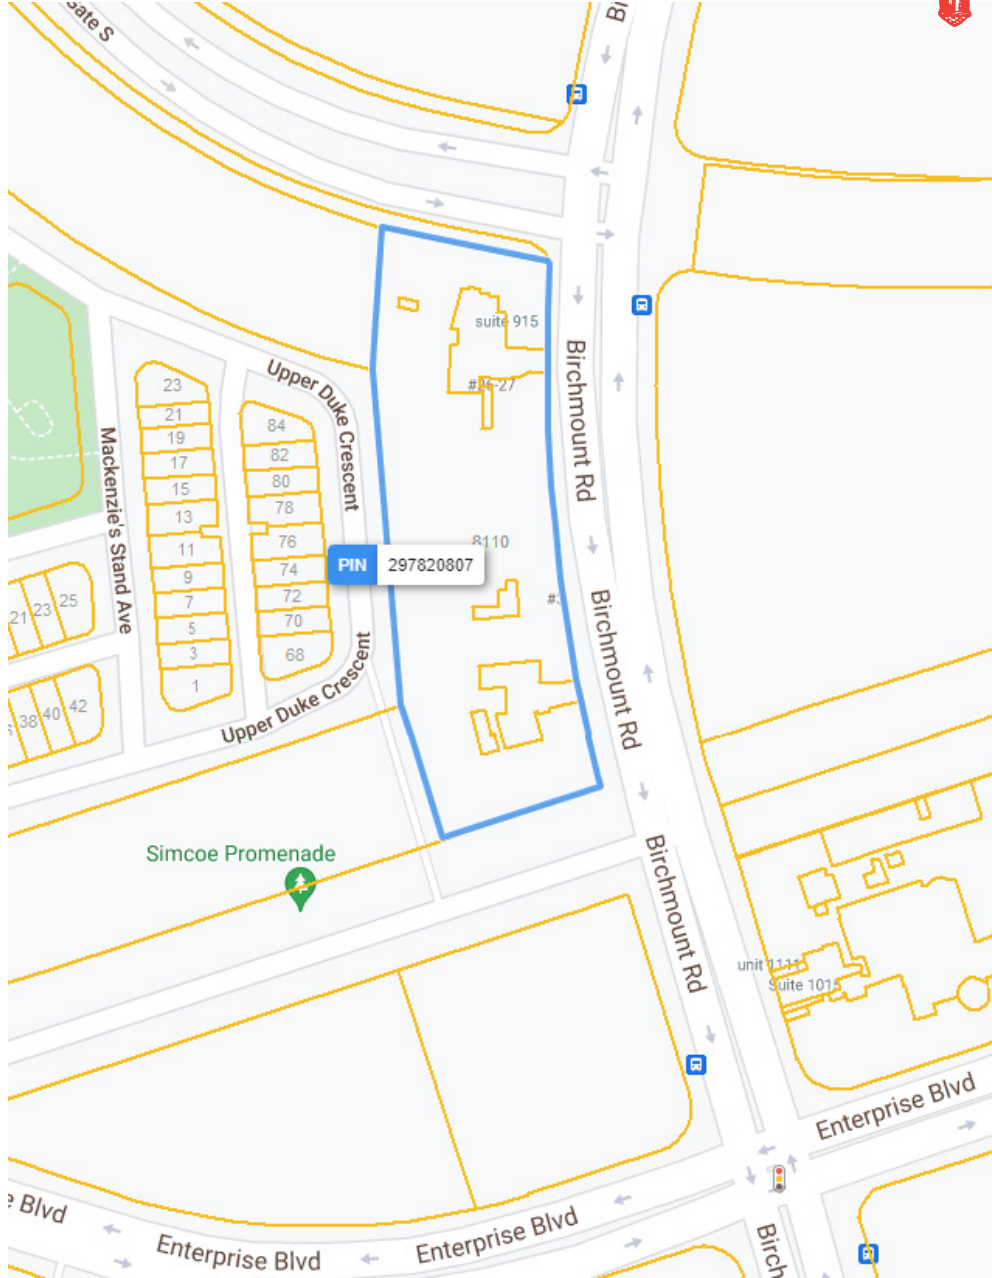 Birchmount Rd
suite 915
#26-27
Upper Duke Crescent
23
21
19
17
15
13
11
9
7
5
3
1
84
82
80
78
76
74
72
70
68
Mackenzie's Stand Ave
Birchmount Rd
8110
PIN 297820807
21 23 25
38 40 42
Upper Duke Crescent
Birchmount Rd
Simcoe Promenade
Birchmount Rd
unit 1111
Suite 1015
Enterprise Blvd
e Blvd
Enterprise Blvd
Enterprise Blvd
Birch